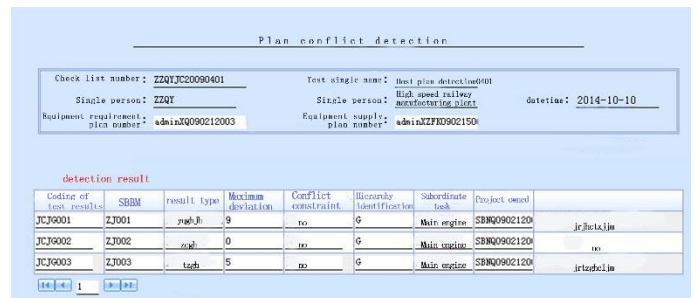 Plan conflict detection
Check list number: ZZQYJC20090401 Test single name: Host plan detection0401
Single person: ZZQY Single person: High speed railway manufacturing plant datetime: 2014-10-10
Equipment requirement plan number: adminXQ090212003 Equipment supply plan number: adminXZFK0902150
detection result
Coding of test results SBBM result type Maximum deviation Conflict constraint Hierarchy identification Subordinate task Project owned
JCJG001 ZJ001 9 no G Main engine SBNQ0902120 jrjhctxjjm
JCJG002 ZJ002 0 no G Main engine SBNQ0902120 no
JCJG003 ZJ003 tzgh 5 no G Main engine SBNQ0902120
1